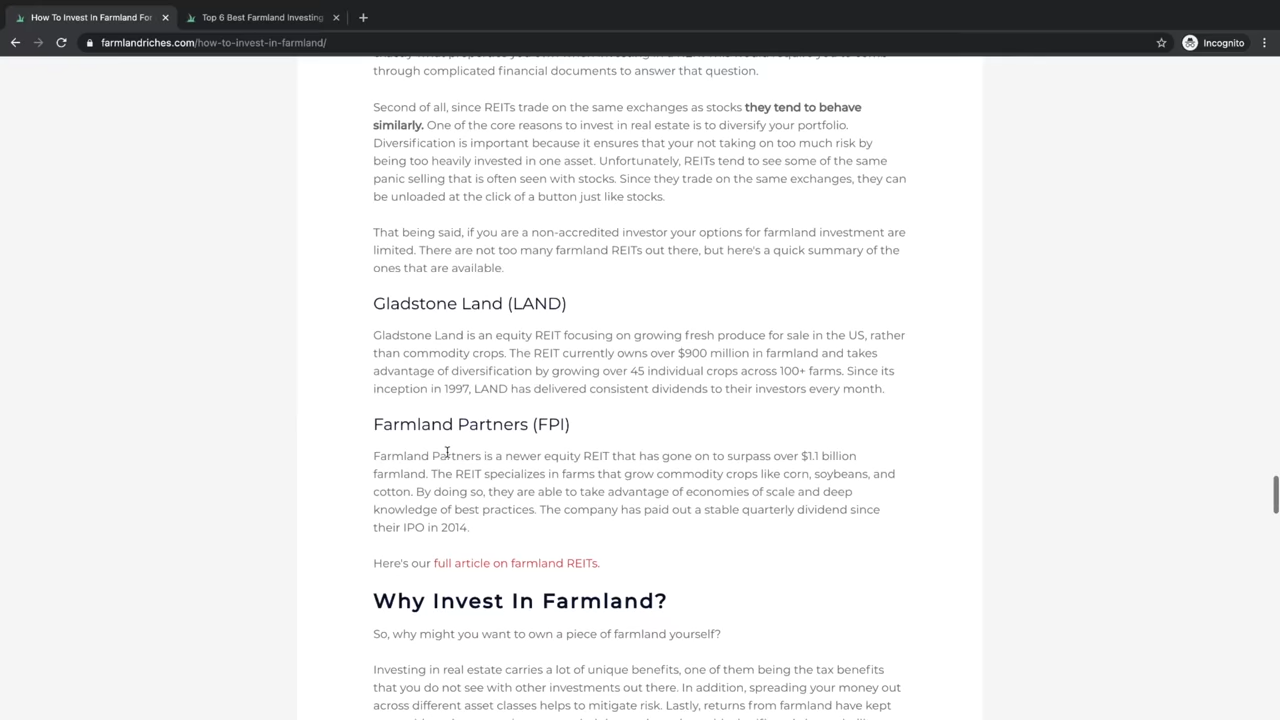 How To Invest In Farmland For
Top 6 Best Farmland Investing
farmlandriches.com/how-to-invest-in-farmland/
Incognito
through complicated financial documents to answer that question.
Second of all, since REITs trade on the same exchanges as stocks they tend to behave
similarly. One of the core reasons to invest in real estate is to diversify your portfolio.
Diversification is important because it ensures that your not taking on too much risk by
being too heavily invested in one asset. Unfortunately, REITs tend to see some of the same
panic selling that is often seen with stocks. Since they trade on the same exchanges, they can
be unloaded at the click of a button just like stocks.
That being said, if you are a non-accredited investor your options for farmland investment are
limited. There are not too many farmland REITs out there, but here's a quick summary of the
ones that are available.
Gladstone Land (LAND)
Gladstone Land is an equity REIT focusing on growing fresh produce for sale in the US, rather
than commodity crops. The REIT currently owns over $900 million in farmland and takes
advantage of diversification by growing over 45 individual crops across 100+ farms. Since its
inception in 1997, LAND has delivered consistent dividends to their investors every month.
Farmland Partners (FPI)
Farmland Partners is a newer equity REIT that has gone on to surpass over $1.1 billion
farmland. The REIT specializes in farms that grow commodity crops like corn, soybeans, and
cotton. By doing so, they are able to take advantage of economies of scale and deep
knowledge of best practices. The company has paid out a stable quarterly dividend since
their IPO in 2014.
Here's our full article on farmland REITs.
Why Invest In Farmland?
So, why might you want to own a piece of farmland yourself?
Investing in real estate carries a lot of unique benefits, one of them being the tax benefits
that you do not see with other investments out there. In addition, spreading your money out
across different asset classes helps to mitigate risk. Lastly, returns from farmland have kept